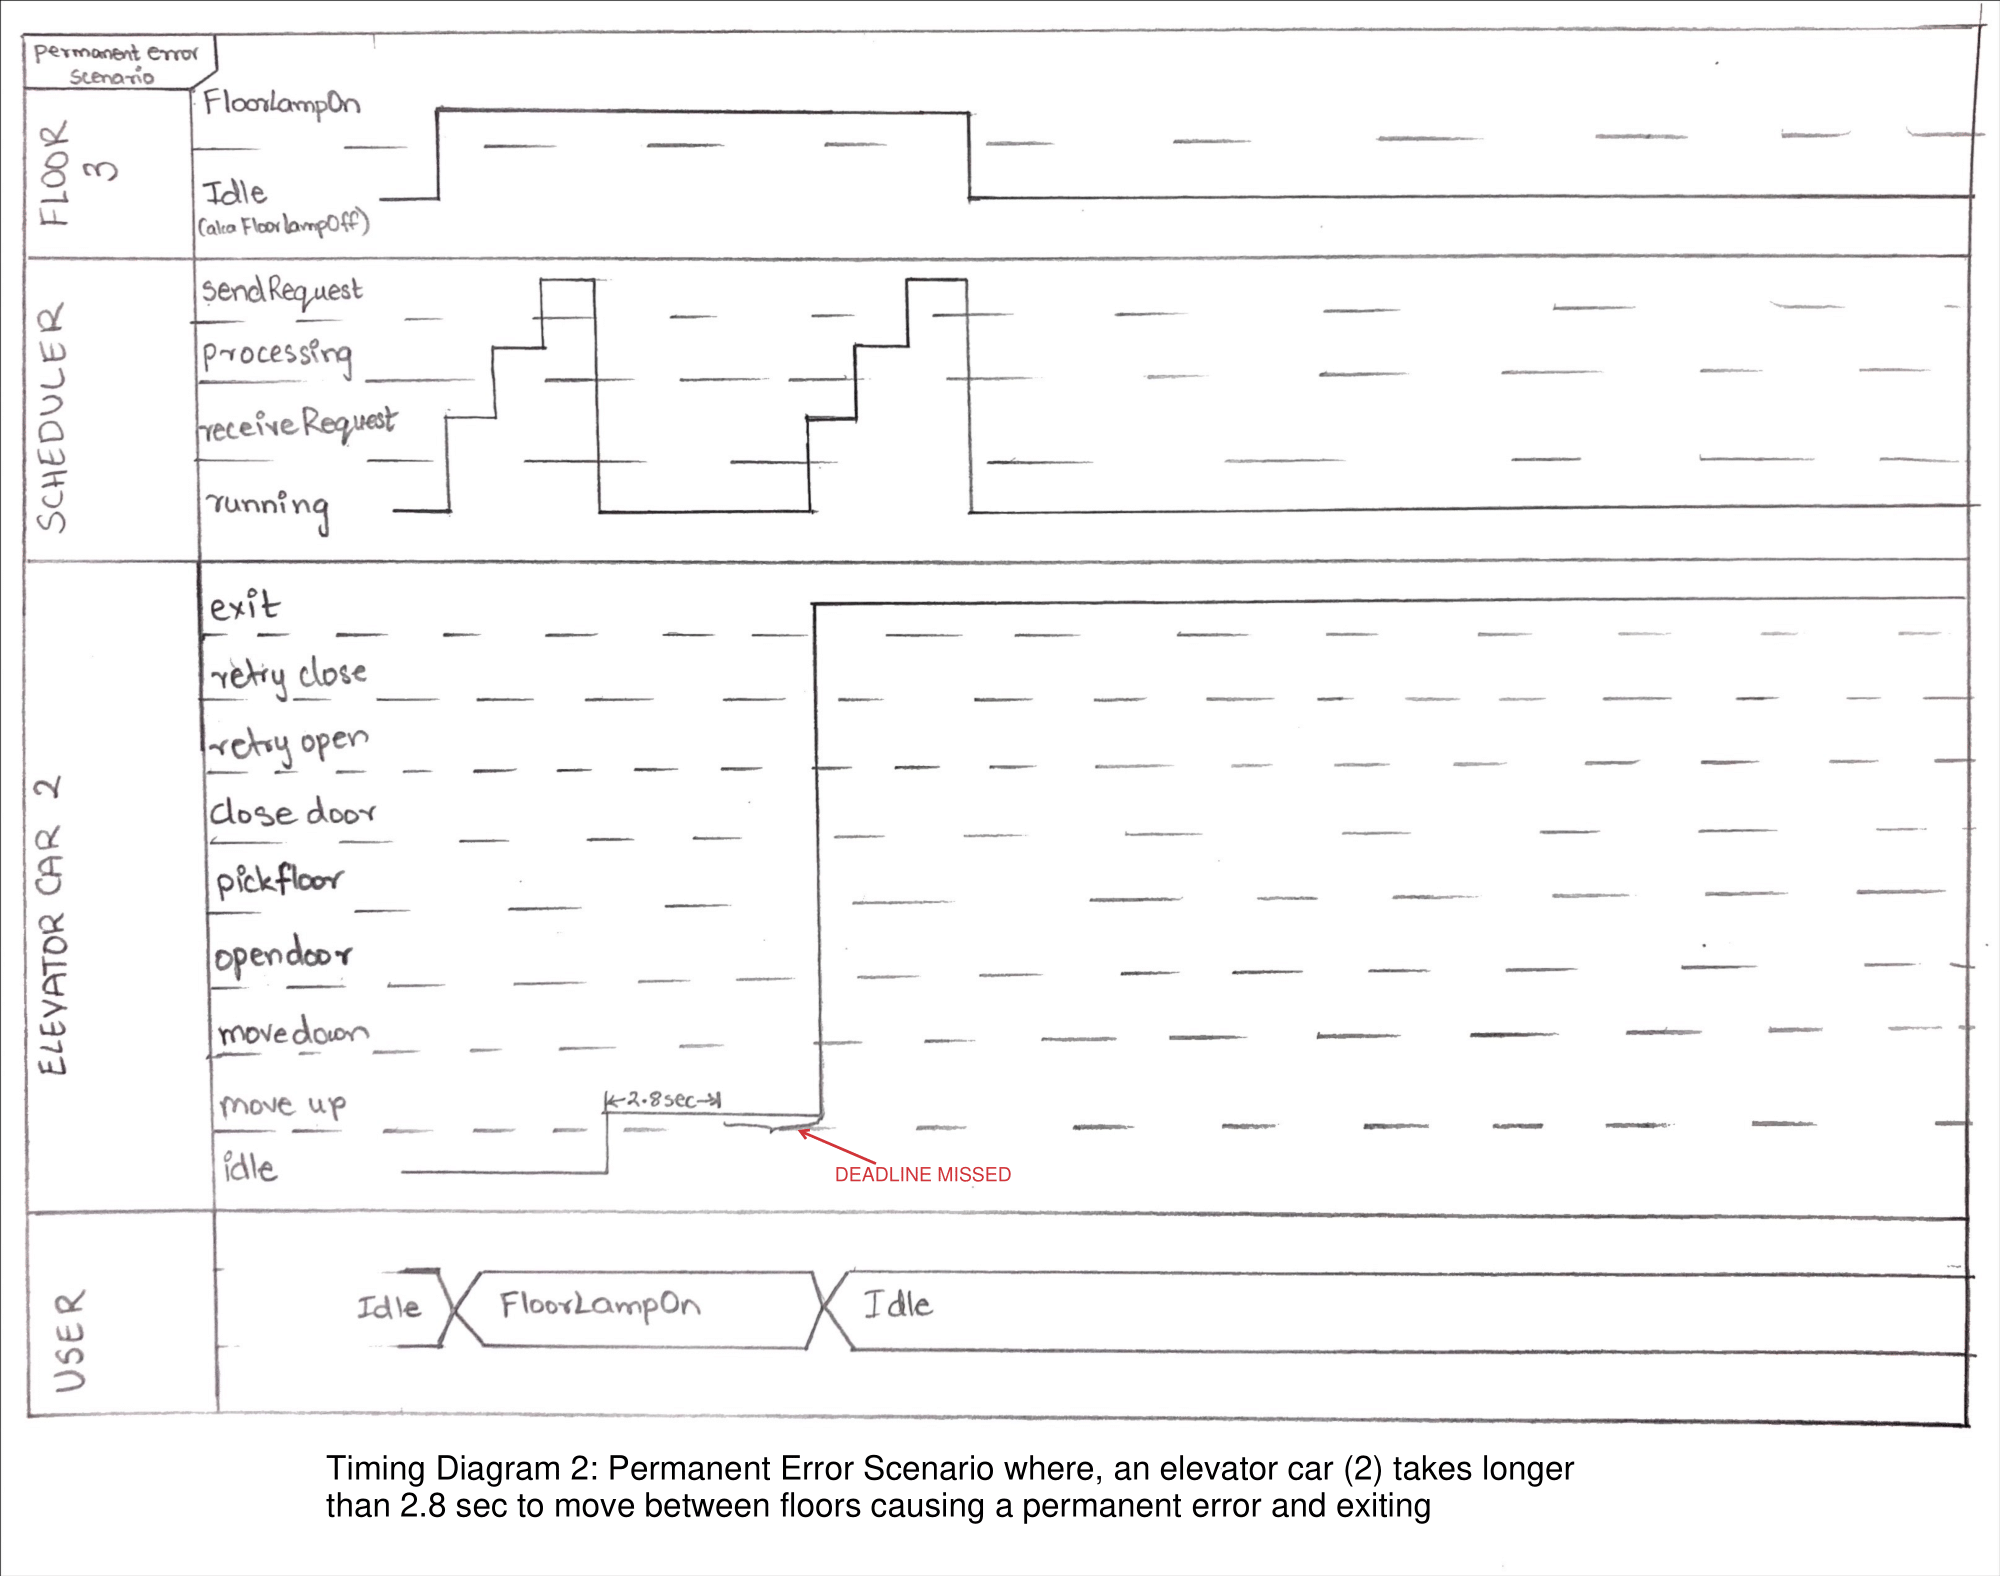 permanent error
scenario
FLOOR
3
FloorLampOn
Idle
(aka FloorlampOff)
SCHEDULER
sendRequest
processing
receiveRequest
running
ELEVATOR CAR 2
exit
retry close
retry open
close door
pickfloor
opendoor
movedown
move up
2.8sec
idle
DEADLINE MISSED
USER
Idle
FloorLampOn
Idle
Timing Diagram 2: Permanent Error Scenario where, an elevator car (2) takes longer
than 2.8 sec to move between floors causing a permanent error and exiting